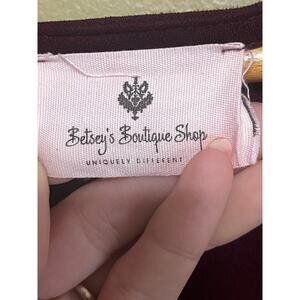 Betsey's Boutique Shop
UNIQUELY DIFFERENT